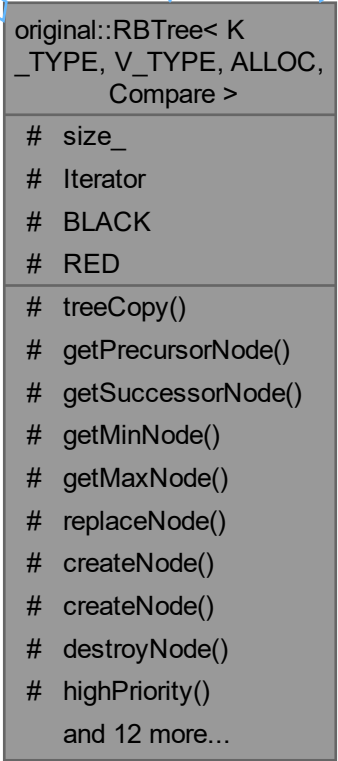 original::RBTree< K
_TYPE, V_TYPE, ALLOC,
Compare >
# size_
# Iterator
# BLACK
# RED
# treeCopy()
# getPrecursorNode()
# getSuccessorNode()
# getMinNode()
# getMaxNode()
# replaceNode()
# createNode()
# createNode()
# destroyNode()
# highPriority()
and 12 more...